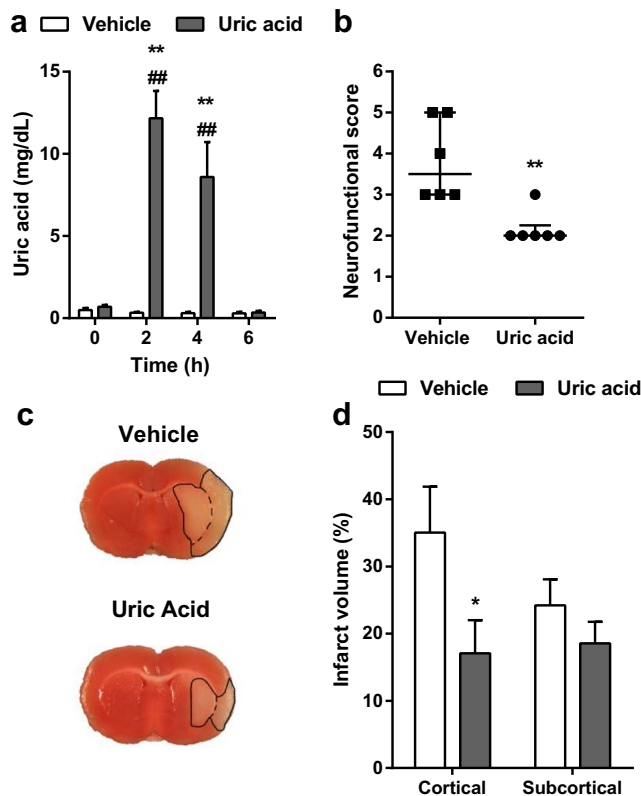 a
Vehicle Uric acid
**
##
**
##
15
10
5
0
Uric acid (mg/dL)
0 2 4 6
Time (h)
b
6
5
4
3
2
1
0
Neurofunctional score
**
Vehicle Uric acid
c
Vehicle
Uric Acid
Vehicle Uric acid
d
50
40
30
20
10
0
Infarct volume (%)
*
Cortical Subcortical